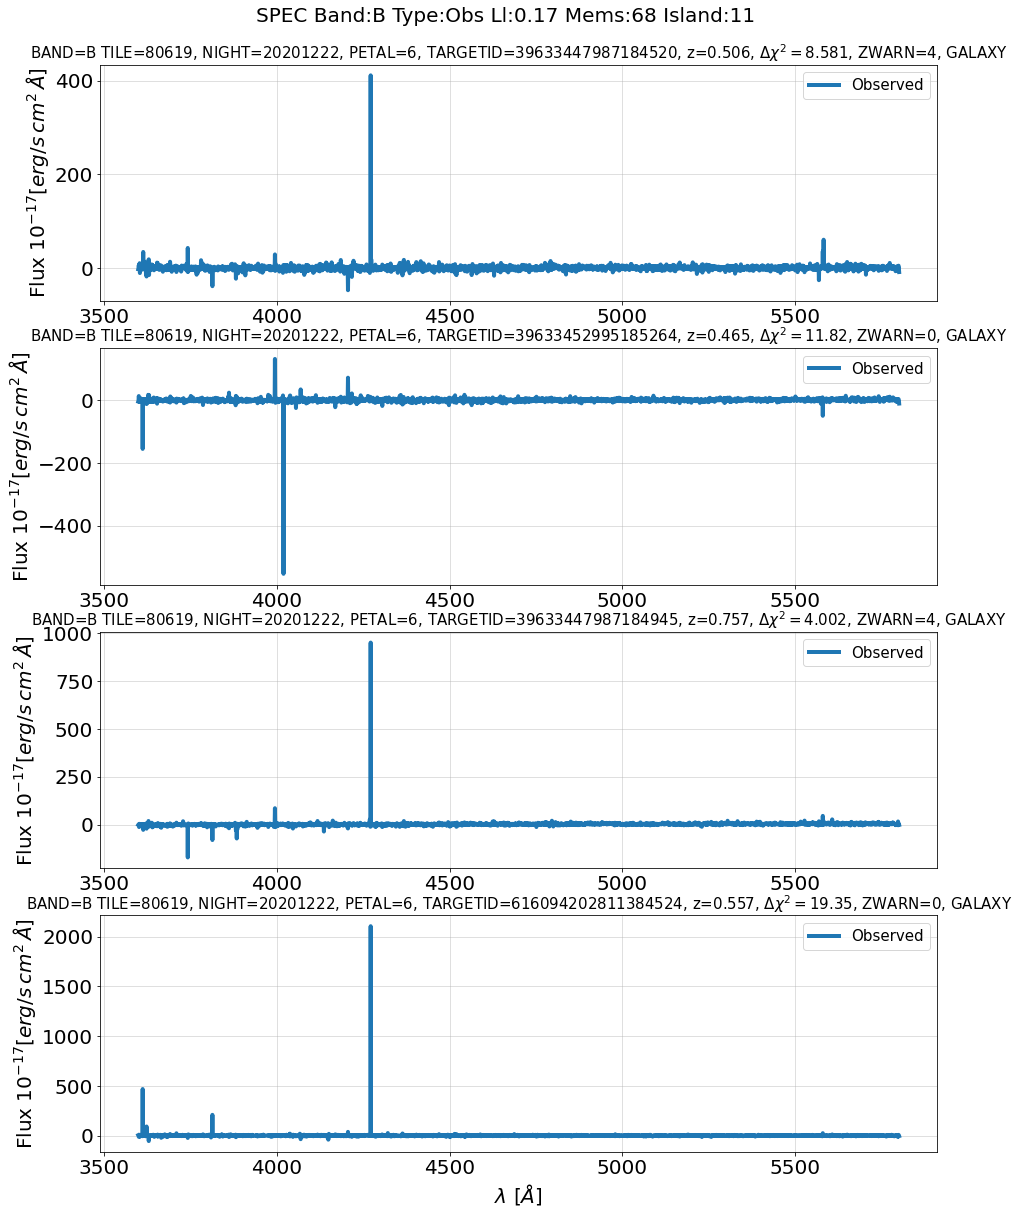 SPEC Band:B Type:Obs Ll:0.17 Mems:68 Island:11
BAND=B TILE=80619, NIGHT=20201222, PETAL=6, TARGETID=39633447987184520, z=0.506, Δχ² = 8.581, ZWARN=4, GALAXY
Flux 10⁻¹⁷[erg/s cm² Å]
400
200
0
Observed
3500 4000 4500 5000 5500
BAND=B TILE=80619, NIGHT=20201222, PETAL=6, TARGETID=39633452995185264, z=0.465, Δχ² = 11.82, ZWARN=0, GALAXY
Flux 10⁻¹⁷[erg/s cm² Å]
0
−200
−400
Observed
3500 4000 4500 5000 5500
BAND=B TILE=80619, NIGHT=20201222, PETAL=6, TARGETID=39633447987184945, z=0.757, Δχ² = 4.002, ZWARN=4, GALAXY
Flux 10⁻¹⁷[erg/s cm² Å]
1000
750
500
250
0
Observed
3500 4000 4500 5000 5500
BAND=B TILE=80619, NIGHT=20201222, PETAL=6, TARGETID=616094202811384524, z=0.557, Δχ² = 19.35, ZWARN=0, GALAXY
Flux 10⁻¹⁷[erg/s cm² Å]
2000
1500
1000
500
0
Observed
3500 4000 4500 5000 5500
λ [Å]